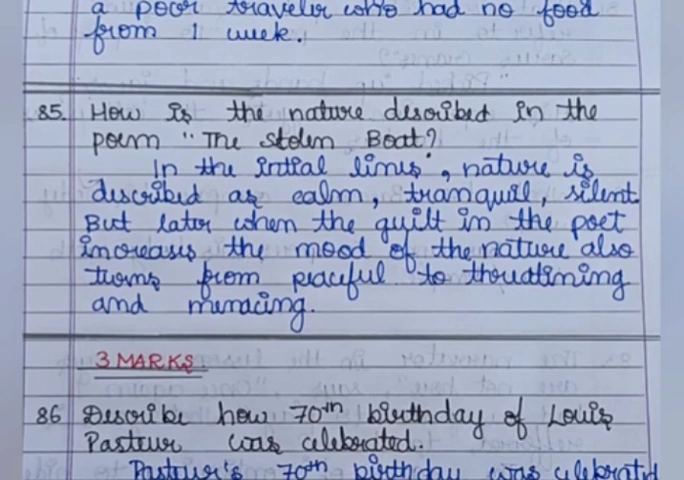 a poor traveler who had no food
from 1 week.
85. How is the nature described in the
poem "The stolen Boat?
In the initial lines, nature is
described as calm, tranquil, silent.
But later when the guilt in the poet
increases the mood of the nature also
turns from peaceful to threatining
and menacing.
3 MARKS
86 Describe how 70th birthday of Louis
Pasteur was celebrated.
Pasteur's 70th birthday was celebrated